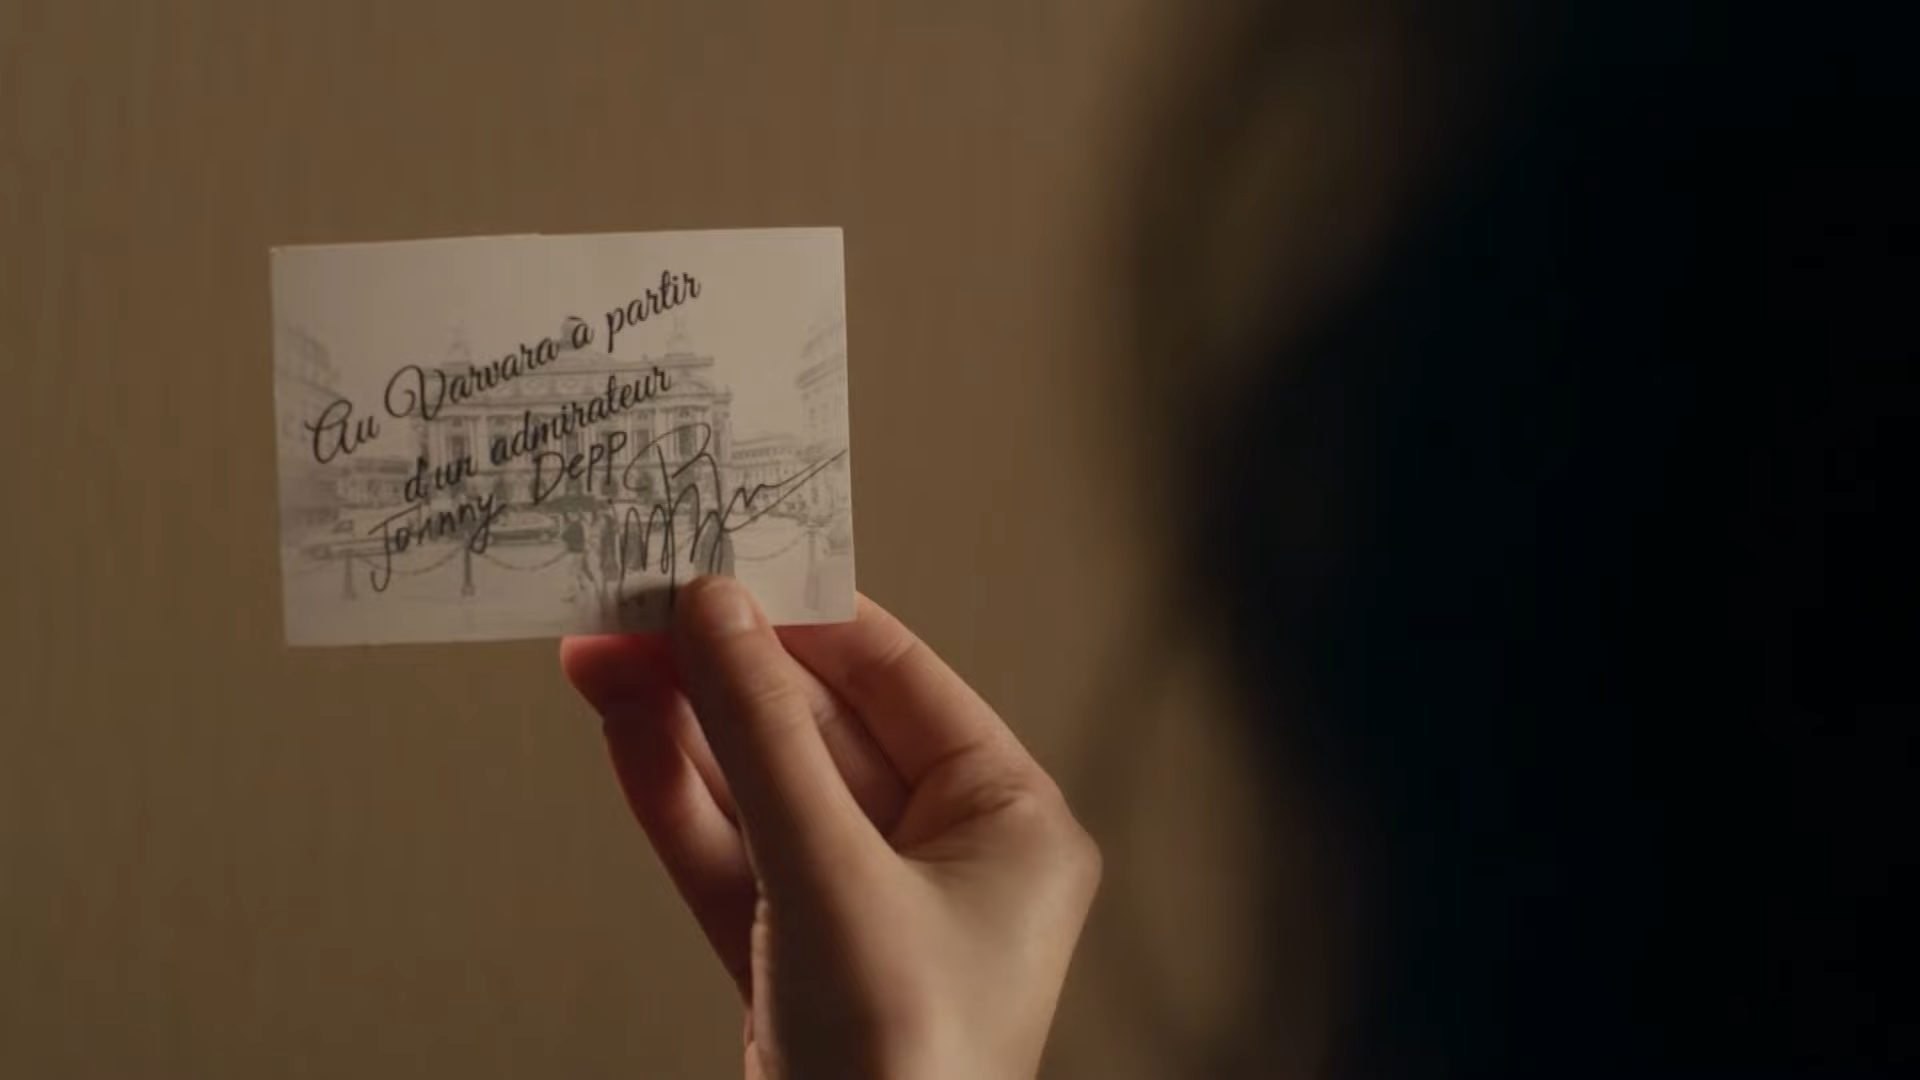 Au Varvara à partir
d'un admirateur
Johnny Depp